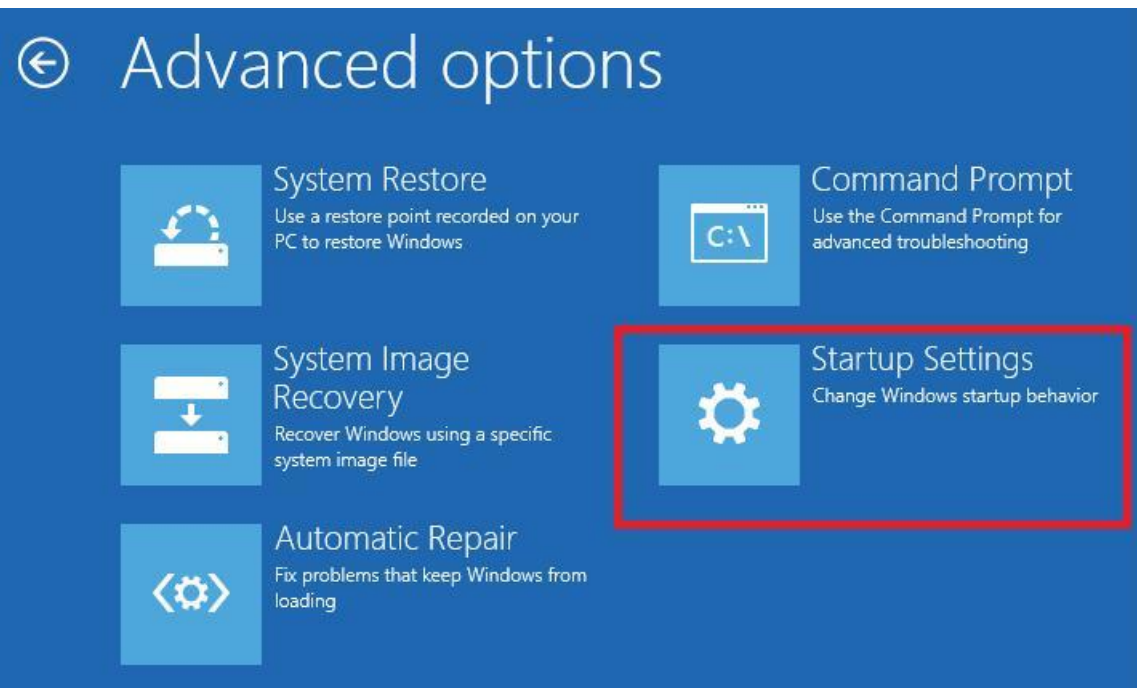 Advanced options
System Restore
Use a restore point recorded on your
PC to restore Windows
Command Prompt
C:\
Use the Command Prompt for
advanced troubleshooting
System Image
Recovery
Recover Windows using a specific
system image file
Startup Settings
Change Windows startup behavior
Automatic Repair
Fix problems that keep Windows from
loading